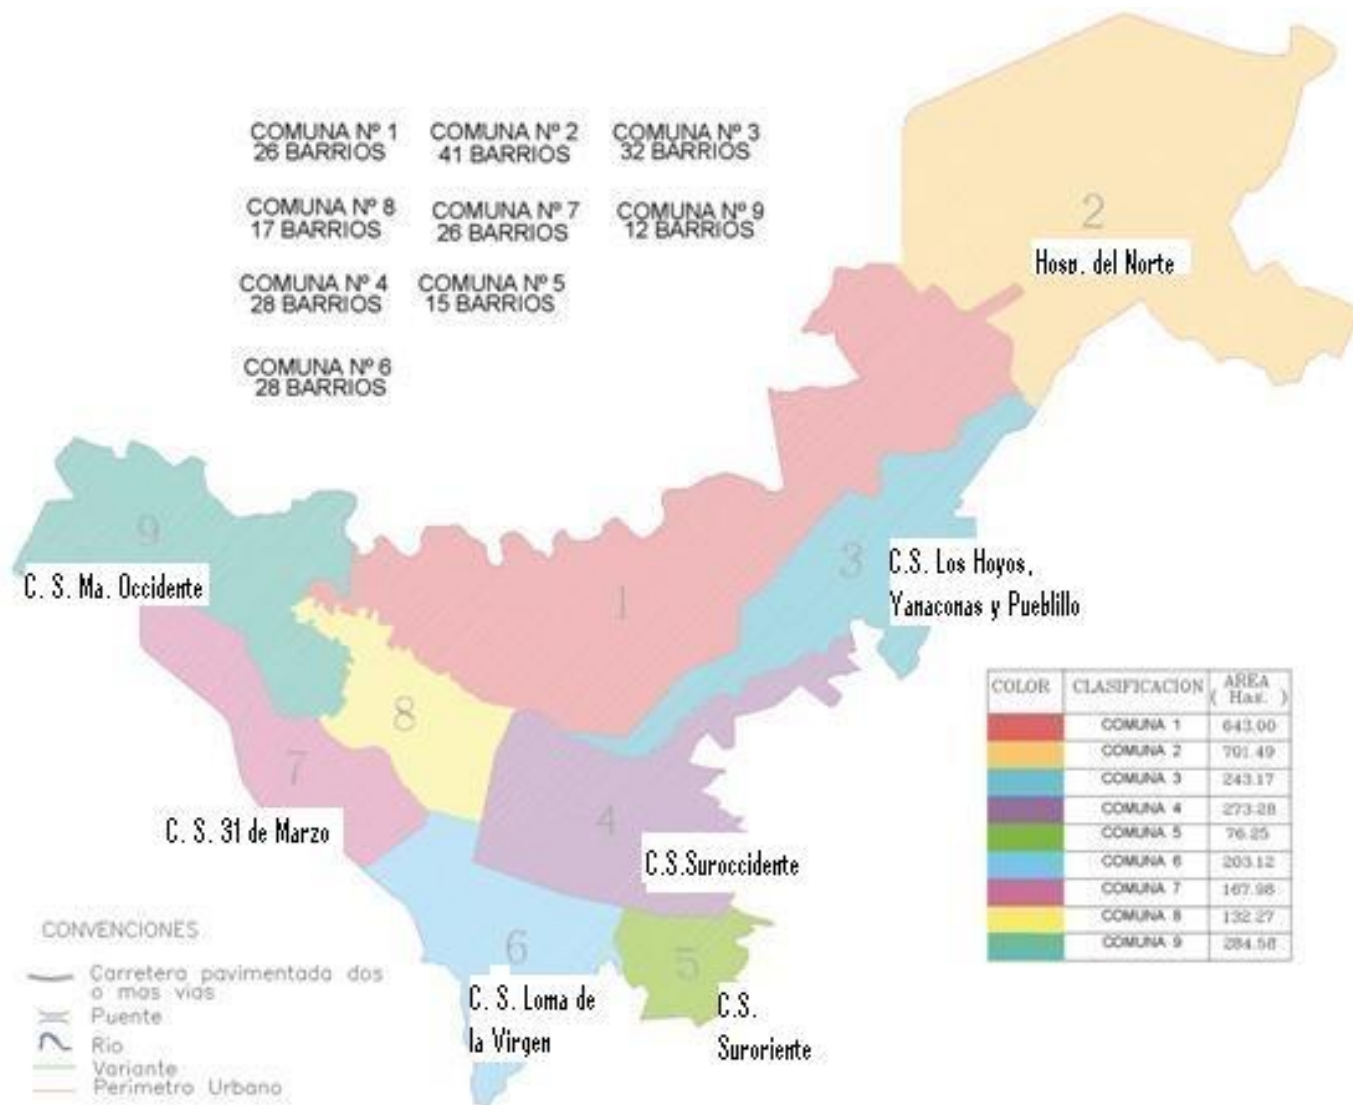 COMUNA Nº 1
26 BARRIOS
COMUNA Nº 2
41 BARRIOS
COMUNA Nº 3
32 BARRIOS
COMUNA Nº 8
17 BARRIOS
COMUNA Nº 7
26 BARRIOS
COMUNA Nº 9
12 BARRIOS
COMUNA Nº 4
28 BARRIOS
COMUNA Nº 5
15 BARRIOS
COMUNA Nº 6
28 BARRIOS
2
Hosp. del Norte
9
C. S. Ma. Occidente
1
3
C.S. Los Hoyos,
Yanaconas y Pueblillo
8
7
C. S. 31 de Marzo
4
C.S.Suroccidente
6
C. S. Loma de
la Virgen
5
C.S.
Suroriente
COLOR CLASIFICACION AREA
( Has. )
COMUNA 1 643.00
COMUNA 2 701.49
COMUNA 3 243.17
COMUNA 4 273.28
COMUNA 5 76.25
COMUNA 6 203.12
COMUNA 7 167.98
COMUNA 8 132.27
COMUNA 9 284.58
CONVENCIONES
Carretera pavimentada dos
o mas vias
Puente
Rio
Variante
Perimetro Urbano